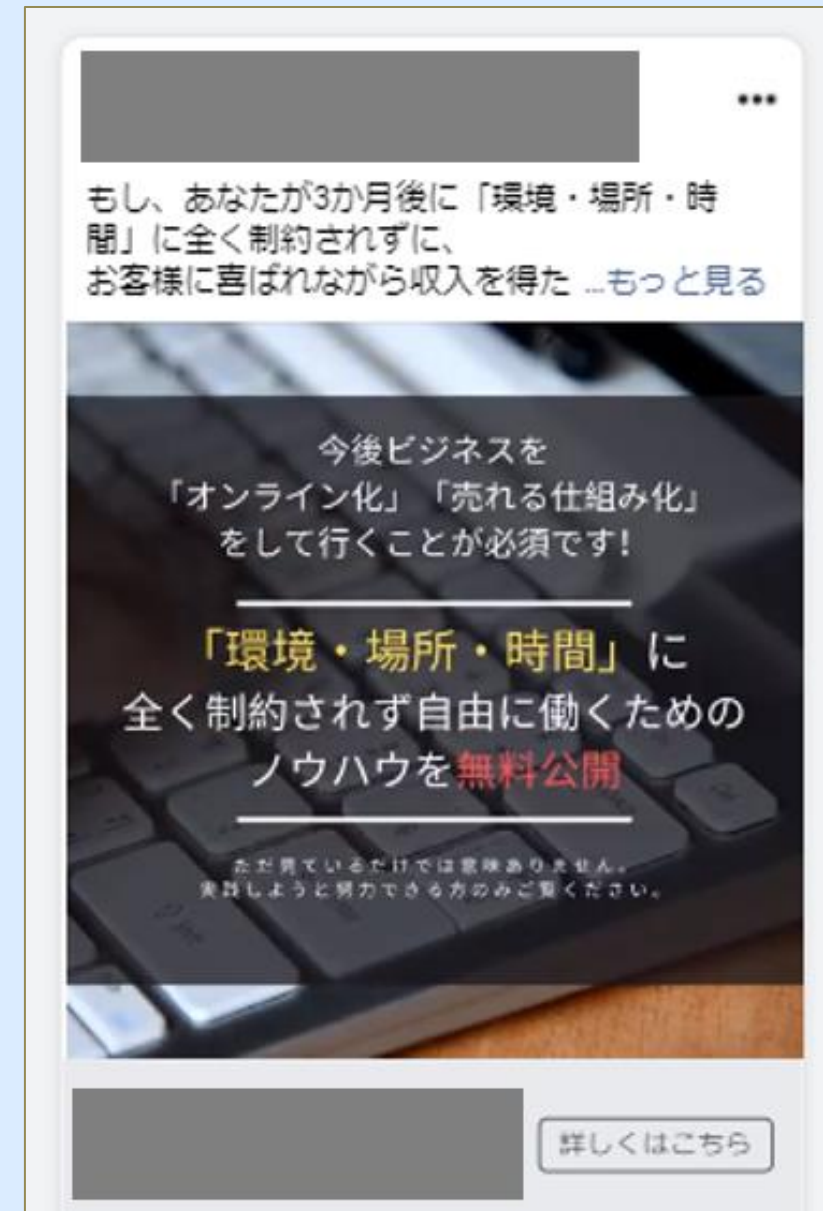 もし、あなたが3か月後に「環境・場所・時
間」に全く制約されずに、
お客様に喜ばれながら収入を得た ...もっと見る
今後ビジネスを
「オンライン化」「売れる仕組み化」
をして行くことが必須です!
「環境・場所・時間」に
全く制約されず自由に働くための
ノウハウを無料公開
ただ見ているだけでは意味ありません。
実践しようと努力できる方のみご覧ください。
詳しくはこちら